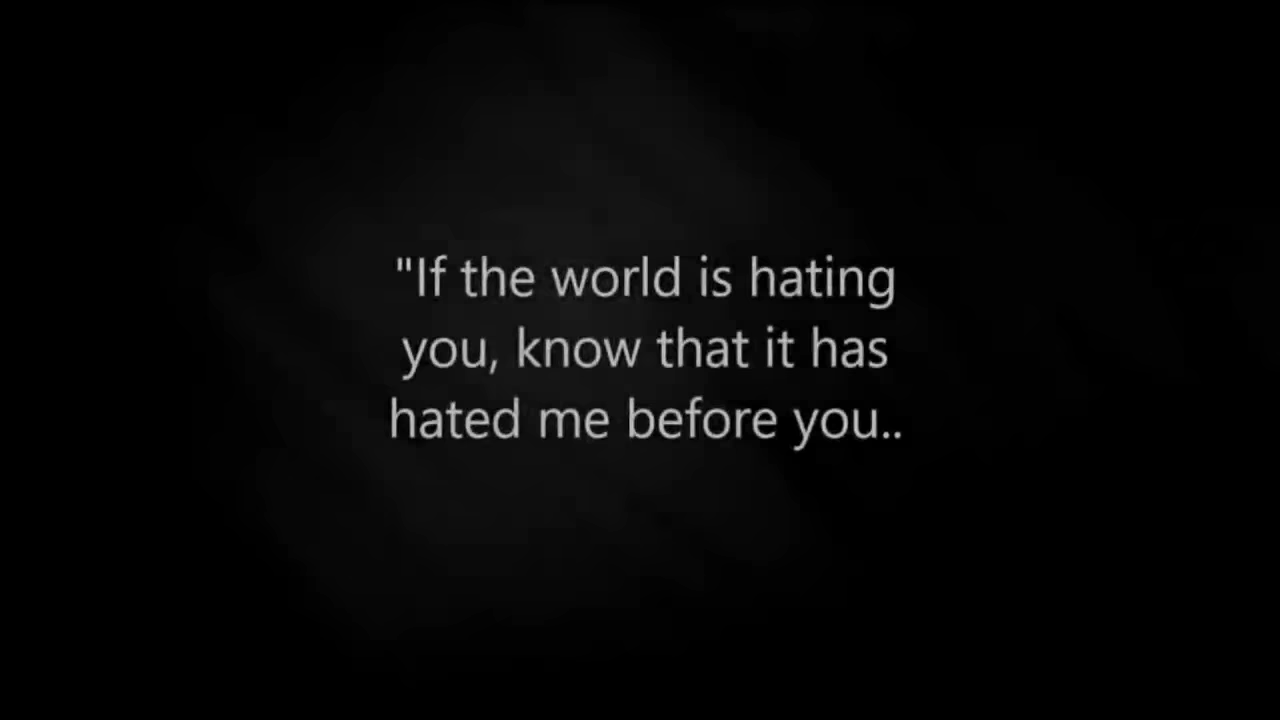 "If the world is hating
you, know that it has
hated me before you..